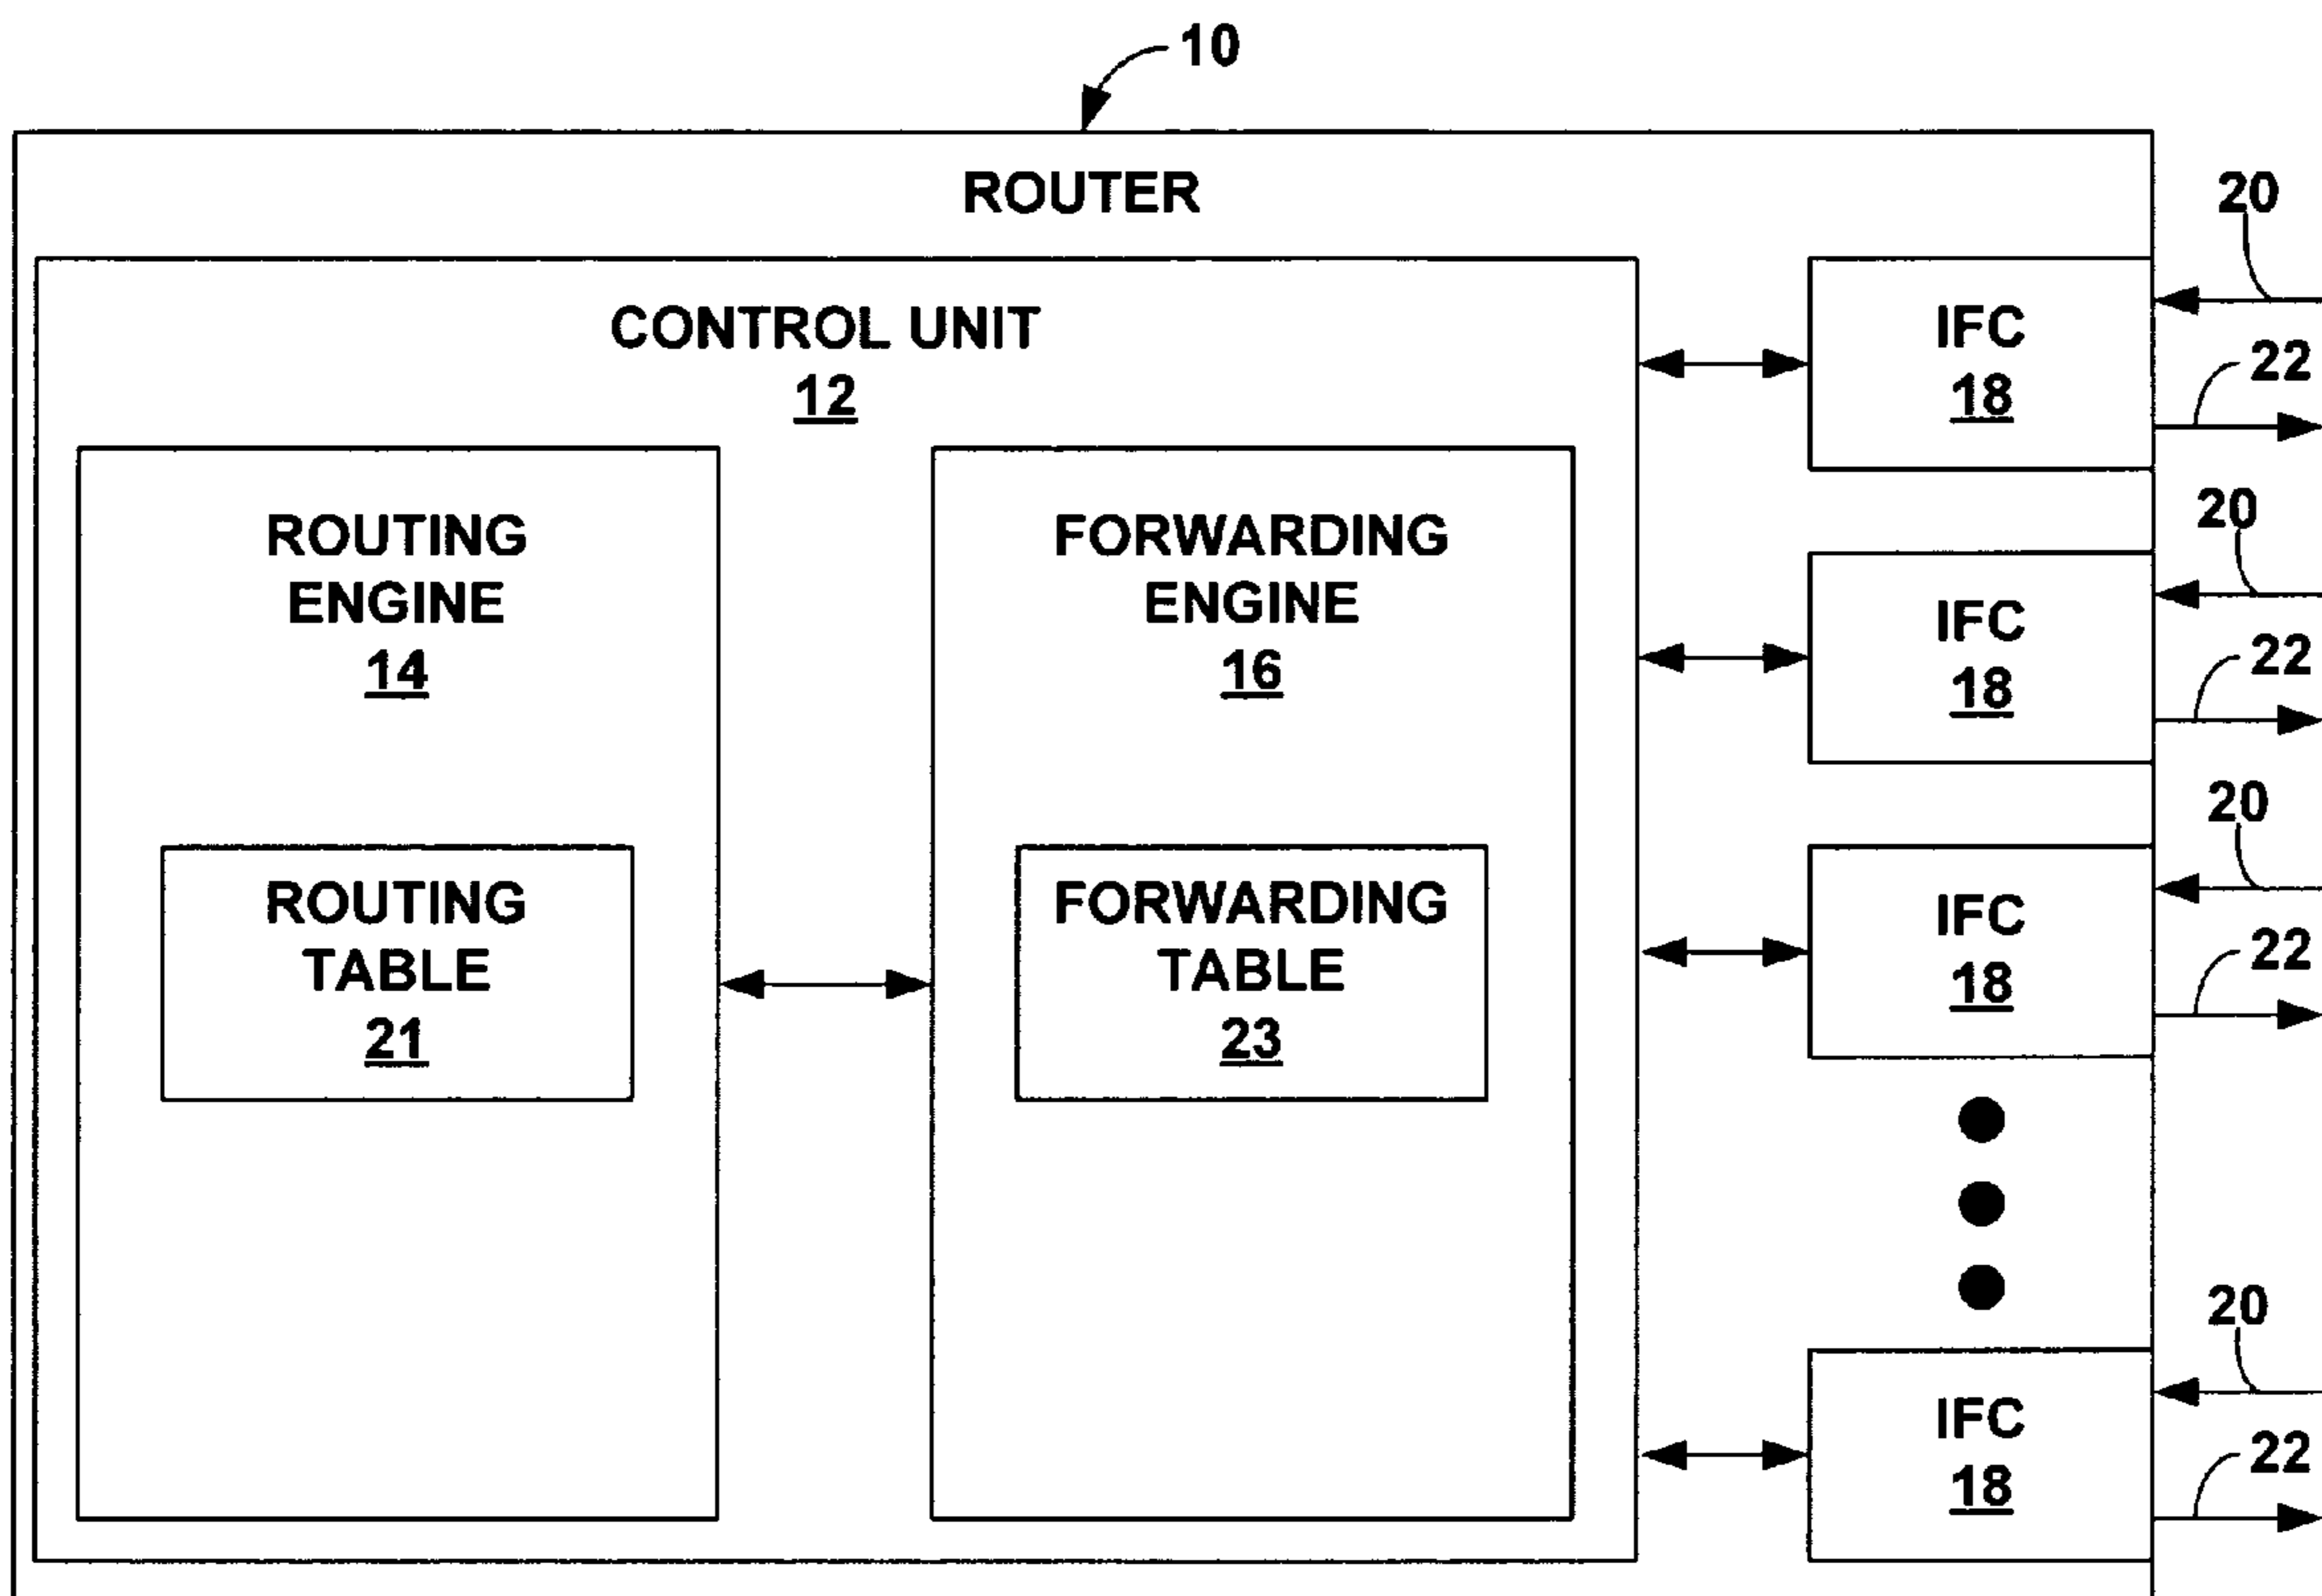 10
ROUTER
CONTROL UNIT
12
ROUTING
ENGINE
14
ROUTING
TABLE
21
FORWARDING
ENGINE
16
FORWARDING
TABLE
23
IFC
18
20
22
IFC
18
20
22
IFC
18
20
22
IFC
18
20
22